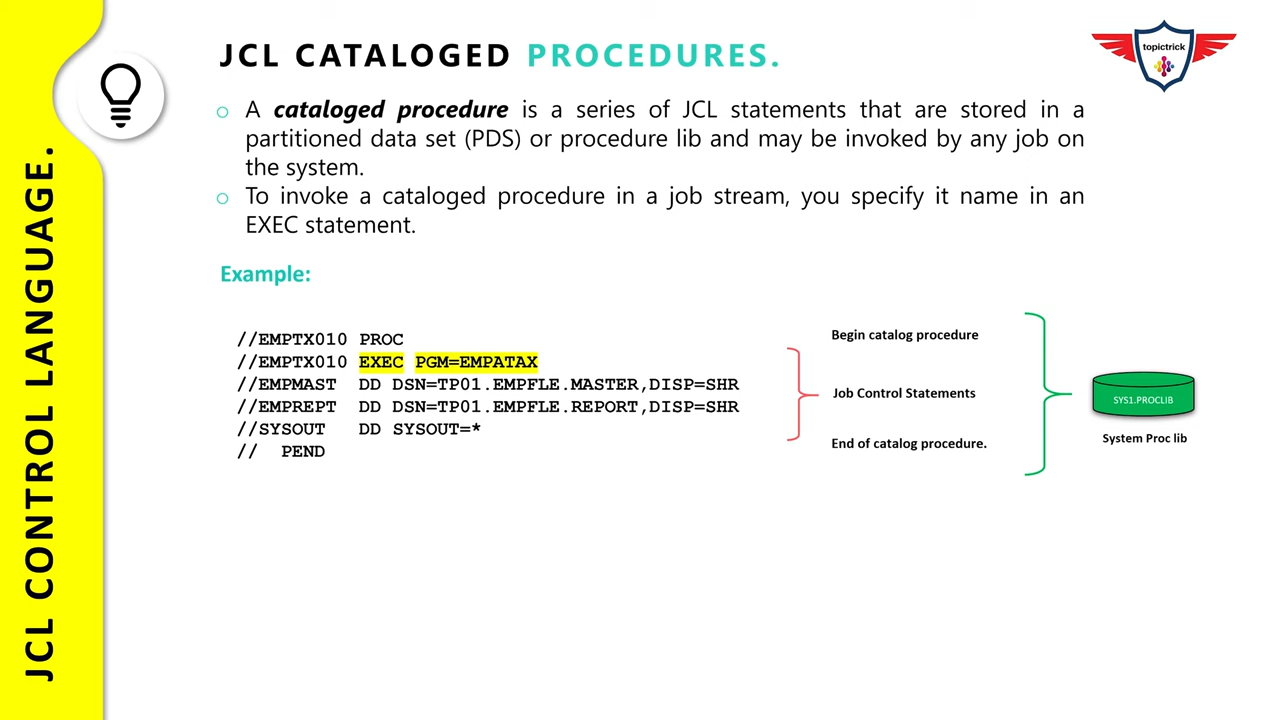 JCL CONTROL LANGUAGE.
JCL CATALOGED PROCEDURES.
topictrick
A cataloged procedure is a series of JCL statements that are stored in a
partitioned data set (PDS) or procedure lib and may be invoked by any job on
the system.
To invoke a cataloged procedure in a job stream, you specify it name in an
EXEC statement.
Example:
//EMPTX010 PROC
//EMPTX010 EXEC PGM=EMPATAX
//EMPMAST  DD DSN=TP01.EMPFLE.MASTER,DISP=SHR
//EMPREPT  DD DSN=TP01.EMPFLE.REPORT,DISP=SHR
//SYSOUT   DD SYSOUT=*
//  PEND
Begin catalog procedure
Job Control Statements
End of catalog procedure.
SYS1.PROCLIB
System Proc lib